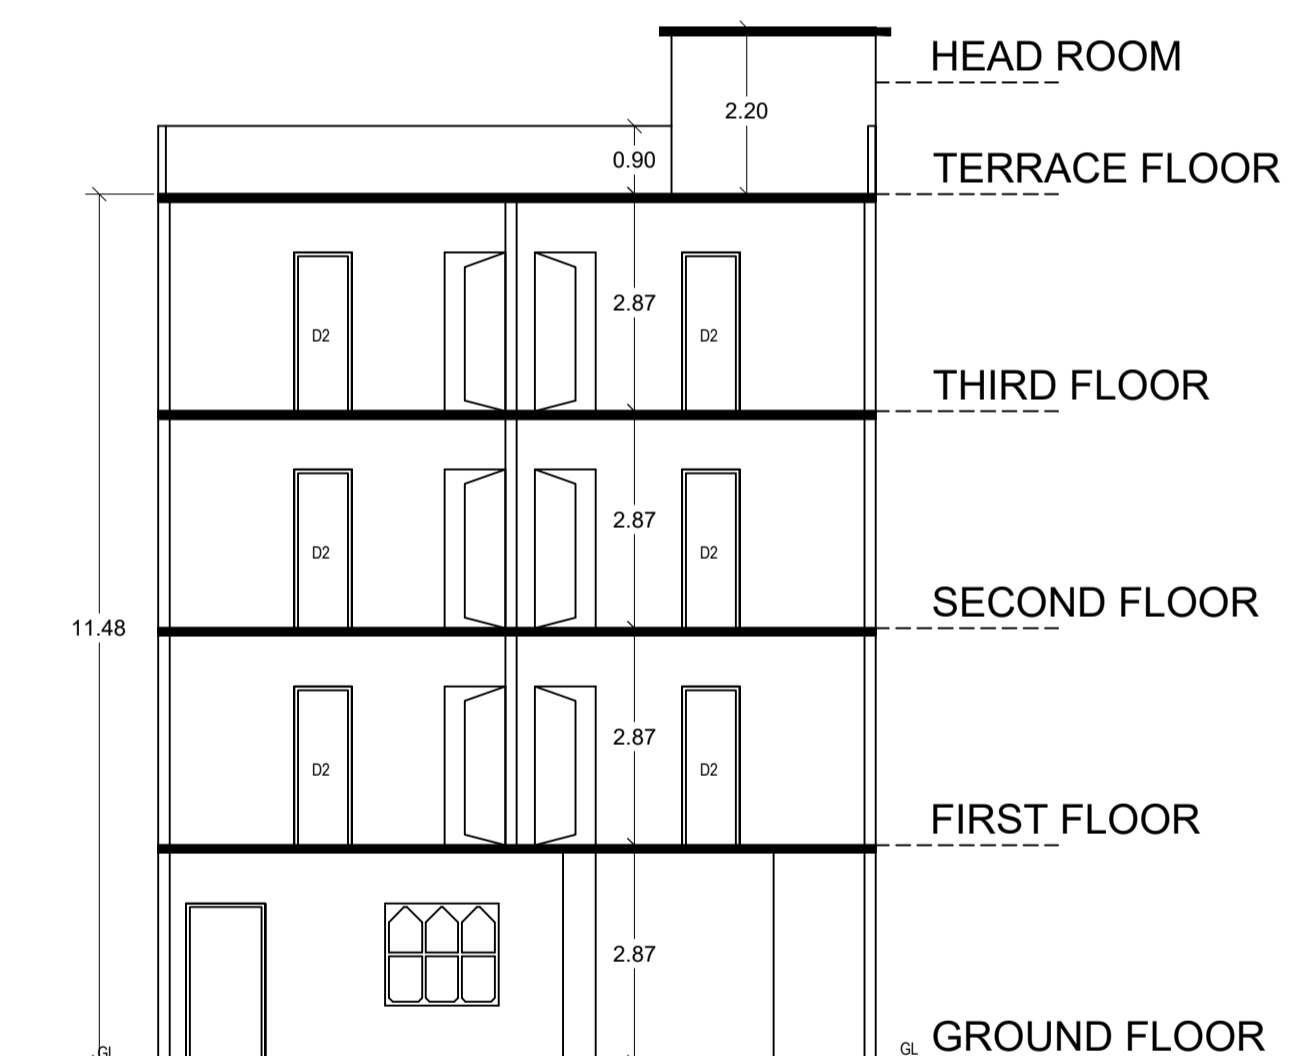 HEAD ROOM
2.20
0.90
TERRACE FLOOR
2.87
D2
D2
THIRD FLOOR
2.87
D2
D2
SECOND FLOOR
11.48
2.87
D2
D2
FIRST FLOOR
2.87
GROUND FLOOR
GL
GL